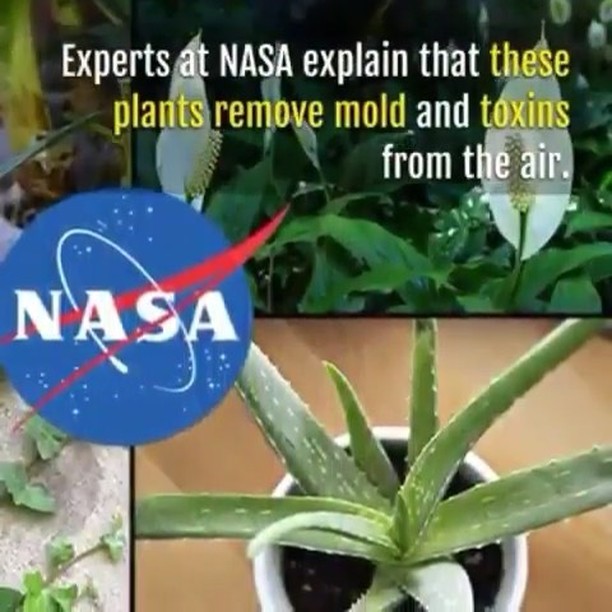 Experts at NASA explain that these
plants remove mold and toxins
from the air.
NASA